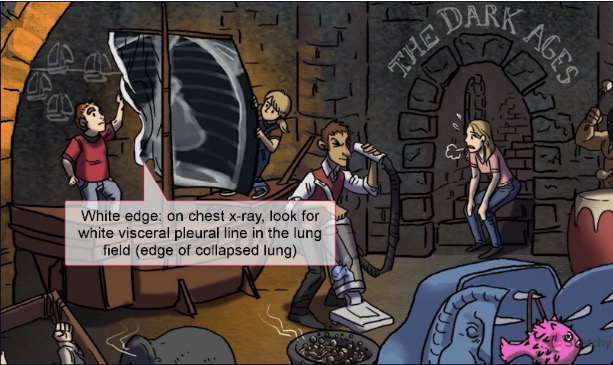 THE DARK AGES
White edge: on chest x-ray, look for
white visceral pleural line in the lung
field (edge of collapsed lung)